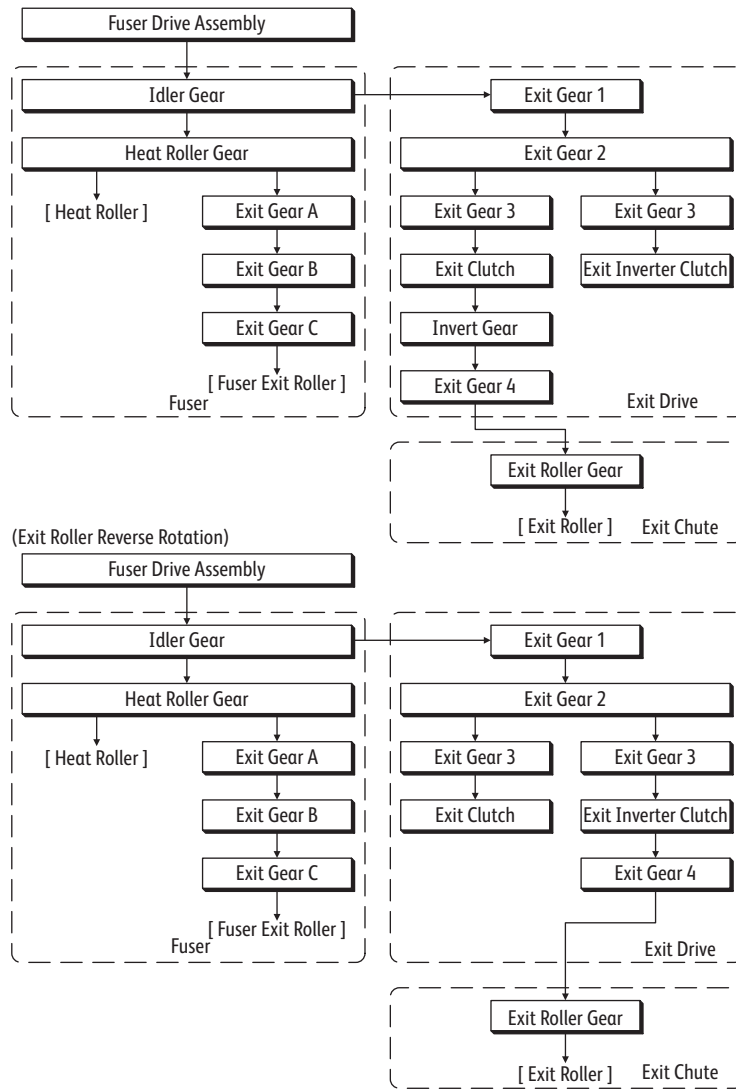 Fuser Drive Assembly
Idler Gear
Exit Gear 1
Heat Roller Gear
Exit Gear 2
[ Heat Roller ]
Exit Gear A
Exit Gear 3
Exit Gear 3
Exit Gear B
Exit Clutch
Exit Inverter Clutch
Exit Gear C
Invert Gear
[ Fuser Exit Roller ]
Exit Gear 4
Fuser
Exit Drive
Exit Roller Gear
[ Exit Roller ]
Exit Chute
(Exit Roller Reverse Rotation)
Fuser Drive Assembly
Idler Gear
Exit Gear 1
Heat Roller Gear
Exit Gear 2
[ Heat Roller ]
Exit Gear A
Exit Gear 3
Exit Gear 3
Exit Gear B
Exit Clutch
Exit Inverter Clutch
Exit Gear C
Exit Gear 4
[ Fuser Exit Roller ]
Fuser
Exit Drive
Exit Roller Gear
[ Exit Roller ]
Exit Chute